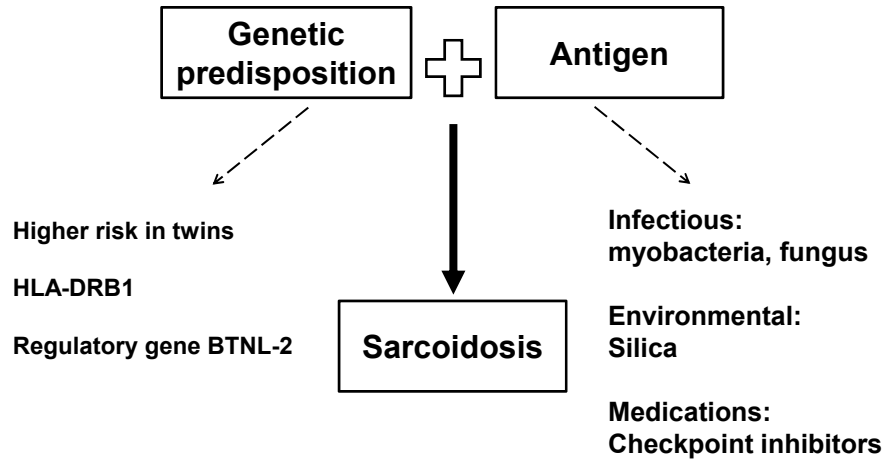 Genetic
predisposition
Antigen
Higher risk in twins
HLA-DRB1
Regulatory gene BTNL-2
Sarcoidosis
Infectious:
myobacteria, fungus
Environmental:
Silica
Medications:
Checkpoint inhibitors